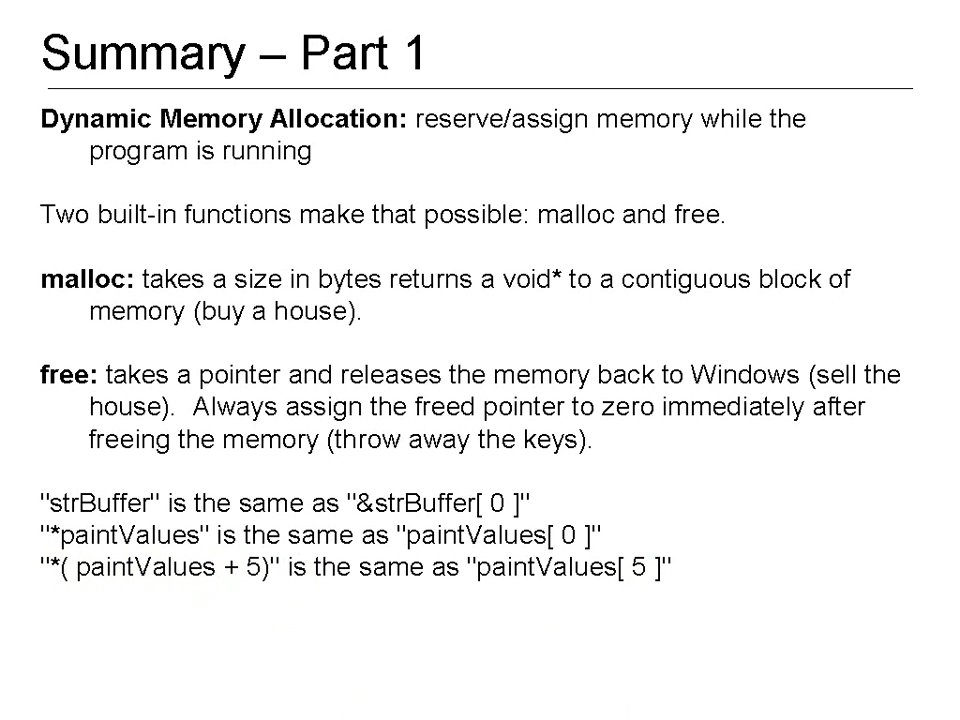 Summary – Part 1
Dynamic Memory Allocation: reserve/assign memory while the
program is running
Two built-in functions make that possible: malloc and free.
malloc: takes a size in bytes returns a void* to a contiguous block of
memory (buy a house).
free: takes a pointer and releases the memory back to Windows (sell the
house).  Always assign the freed pointer to zero immediately after
freeing the memory (throw away the keys).
"strBuffer" is the same as "&strBuffer[ 0 ]"
"*paintValues" is the same as "paintValues[ 0 ]"
"*( paintValues + 5)" is the same as "paintValues[ 5 ]"